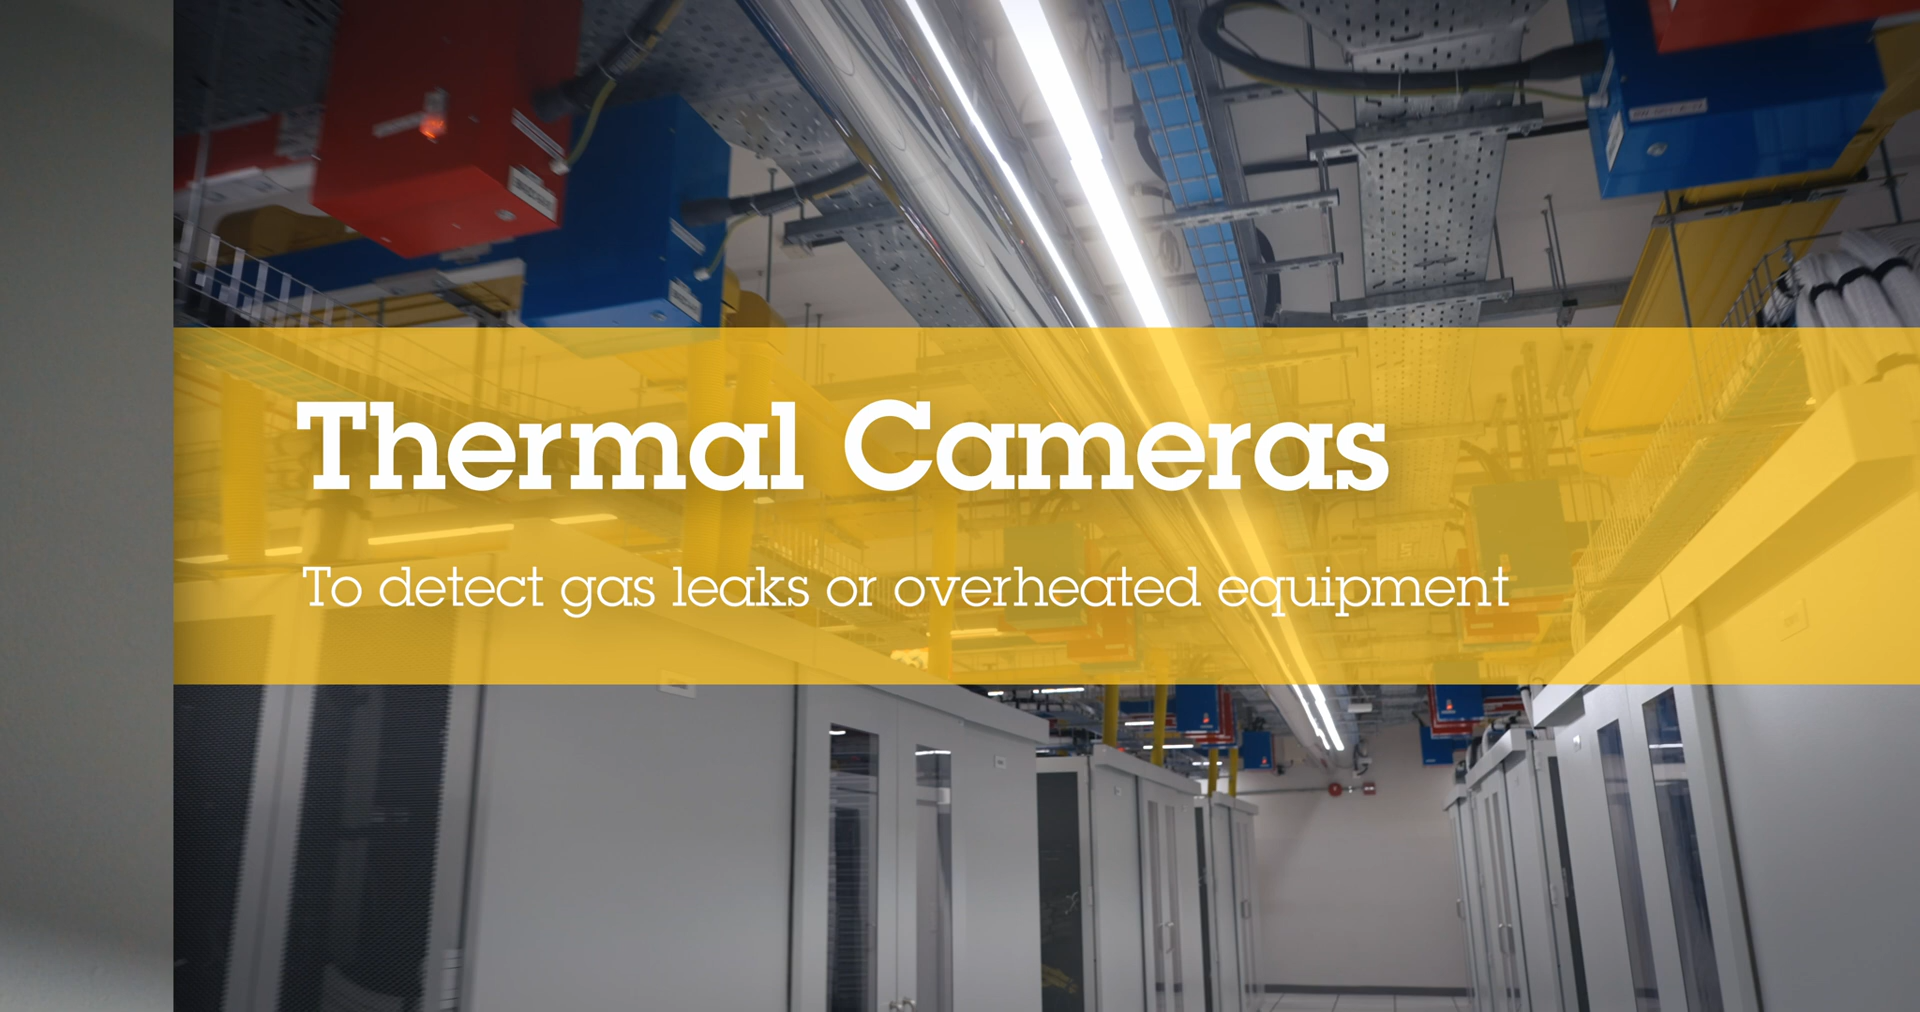 Thermal Cameras
To detect gas leaks or overheated equipment